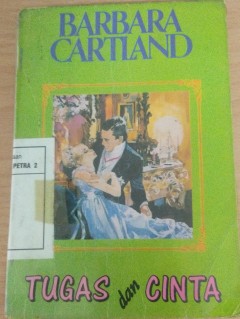 BARBARA
CARTLAND
PETRA 2
TUGAS dan CINTA